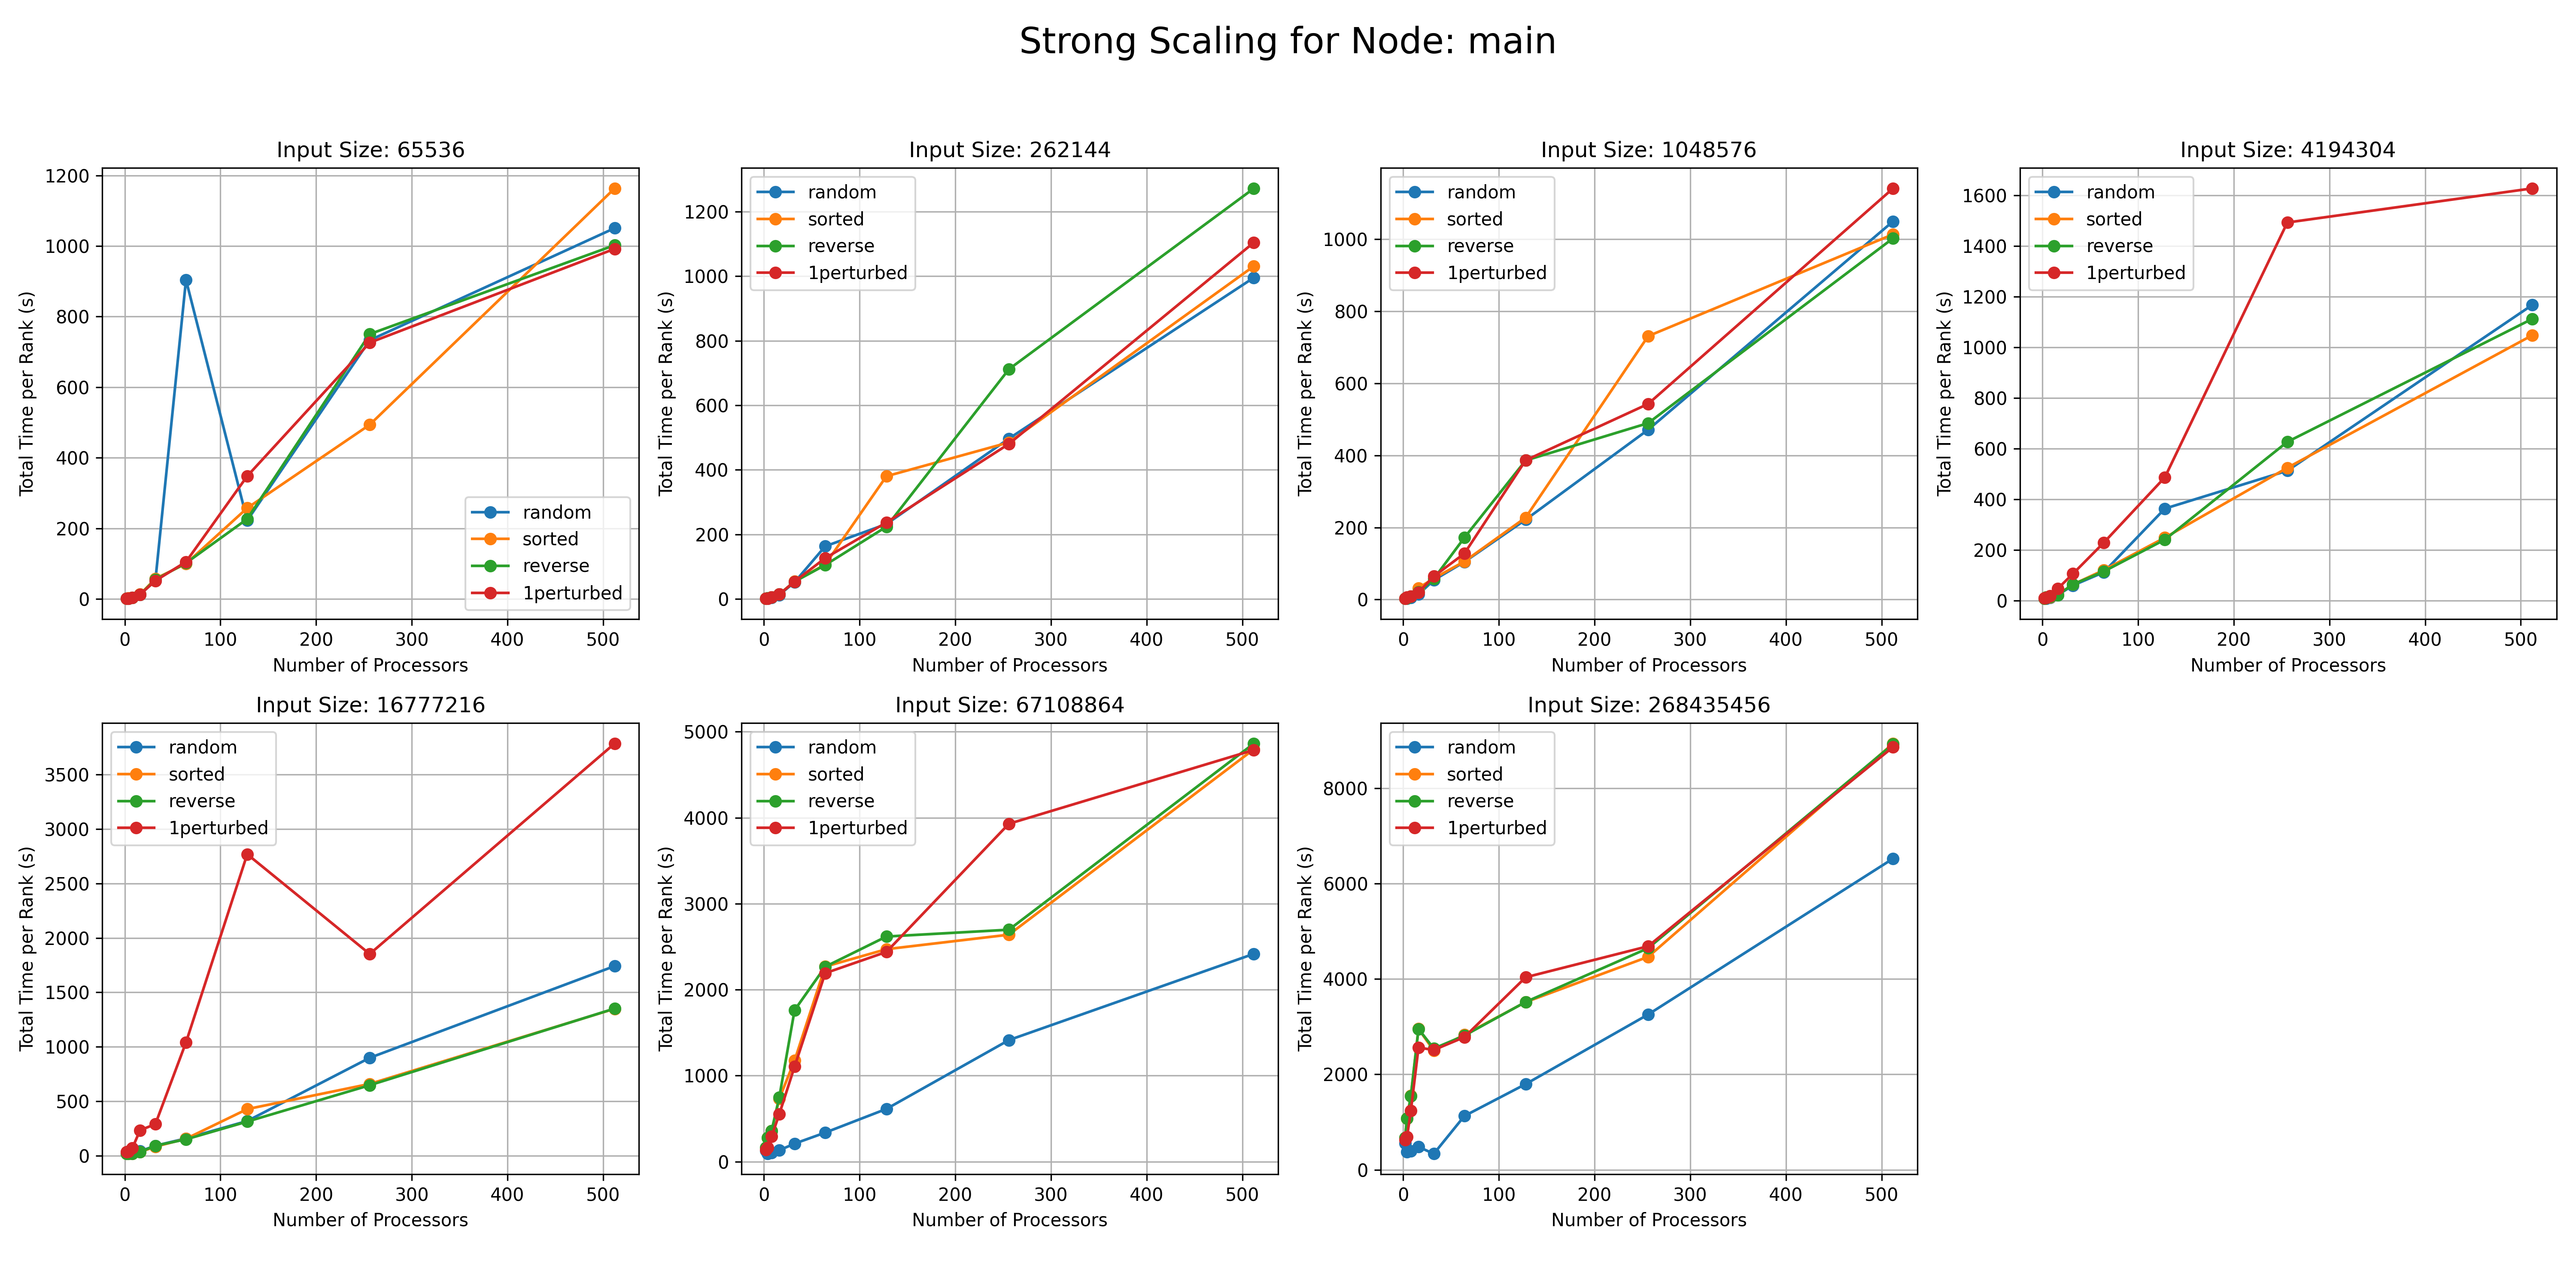 Strong Scaling for Node: main
Input Size: 65536
Total Time per Rank (s)
1200
1000
800
600
400
200
0
random
sorted
reverse
1perturbed
0 100 200 300 400 500
Number of Processors
Input Size: 262144
Total Time per Rank (s)
1200
1000
800
600
400
200
0
random
sorted
reverse
1perturbed
0 100 200 300 400 500
Number of Processors
Input Size: 1048576
Total Time per Rank (s)
1000
800
600
400
200
0
random
sorted
reverse
1perturbed
0 100 200 300 400 500
Number of Processors
Input Size: 4194304
Total Time per Rank (s)
1600
1400
1200
1000
800
600
400
200
0
random
sorted
reverse
1perturbed
0 100 200 300 400 500
Number of Processors
Input Size: 16777216
Total Time per Rank (s)
3500
3000
2500
2000
1500
1000
500
0
random
sorted
reverse
1perturbed
0 100 200 300 400 500
Number of Processors
Input Size: 67108864
Total Time per Rank (s)
5000
4000
3000
2000
1000
0
random
sorted
reverse
1perturbed
0 100 200 300 400 500
Number of Processors
Input Size: 268435456
Total Time per Rank (s)
8000
6000
4000
2000
0
random
sorted
reverse
1perturbed
0 100 200 300 400 500
Number of Processors